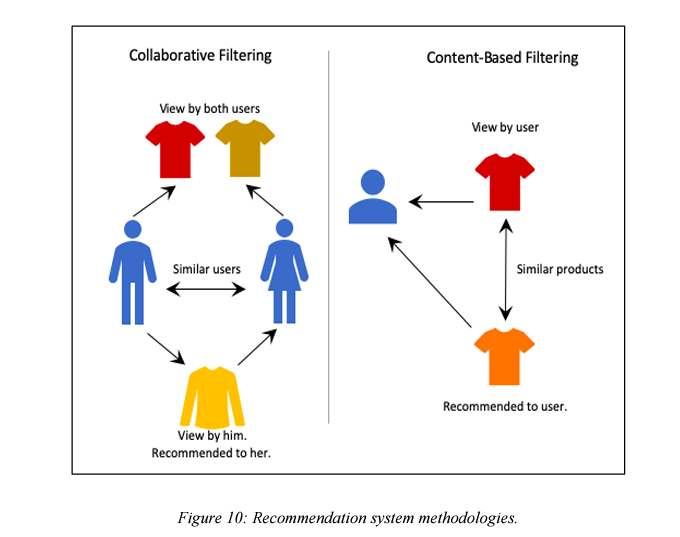 Collaborative Filtering
View by both users
Similar users
View by him.
Recommended to her.
Content-Based Filtering
View by user
Similar products
Recommended to user.
Figure 10: Recommendation system methodologies.